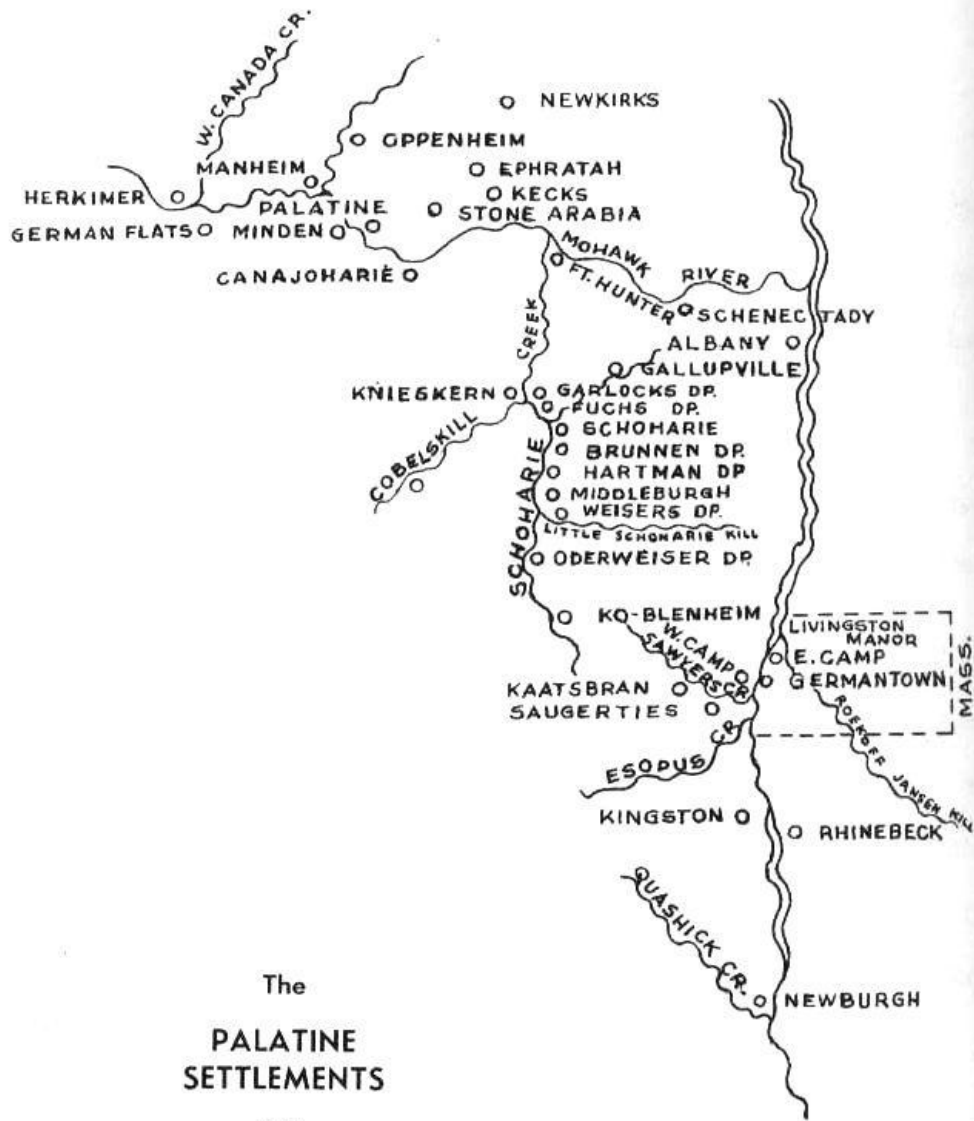 W. CANADA CR.
NEWKIRKS
OPPENHEIM
MANHEIM
EPHRATAH
HERKIMER
KECKS
PALATINE
STONE ARABIA
GERMAN FLATS
MINDEN
MOHAWK RIVER
CANAJOHARIE
FT. HUNTER
SCHENECTADY
CREEK
ALBANY
GALLUPVILLE
KNIESKERN
GARLOCKS DP.
FUCHS DP.
COBELSKILL
SCHOHARIE
SCHOHARIE
BRUNNEN DP.
HARTMAN DP
MIDDLEBURGH
WEISERS DP.
LITTLE SCHOHARIE KILL
ODERWEISER DP.
KO-BLENHEIM
LIVINGSTON
MANOR
MASS.
W. CAMP
E. CAMP
SAWYERS CR.
GERMANTOWN
KAATSBRAN
SAUGERTIES
ROEKOFF JANSEN KILL
ESOPUS CR.
KINGSTON
RHINEBECK
QUASHICK CR.
NEWBURGH
The
PALATINE
SETTLEMENTS